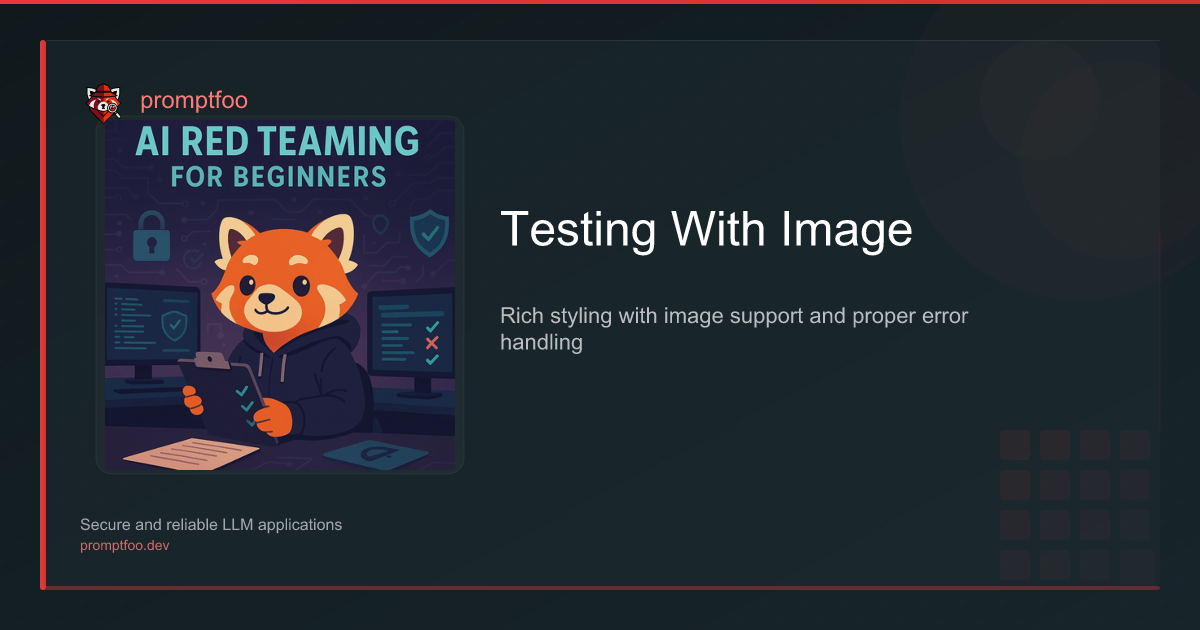 promptfoo
AI RED TEAMING
FOR BEGINNERS
Testing With Image
Rich styling with image support and proper error
handling
Secure and reliable LLM applications
promptfoo.dev